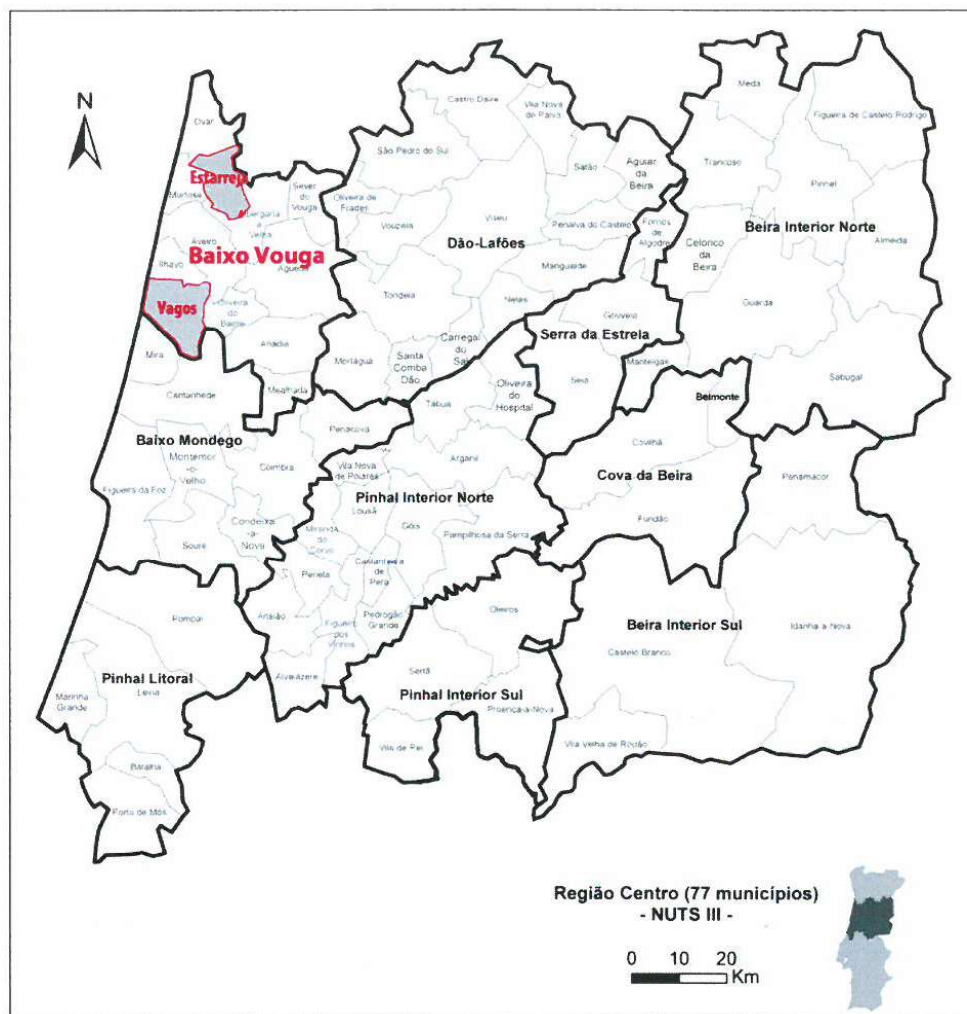 N
Ovar
Estarreja
Murtosa
Sever
do
Vouga
Albergaria
a
Velha
Aveiro
Baixo Vouga
Ílhavo
Águeda
Vagos
Oliveira
do
Bairro
Anadia
Mealhada
Castro Daire
Vila Nova
de Paiva
São Pedro do Sul
Satão
Aguiar
da
Beira
Oliveira de
Frades
Vouzela
Viseu
Penalva do Castelo
Dão-Lafões
Mangualde
Tondela
Nelas
Carregal
do
Sal
Mortágua
Santa
Comba
Dão
Meda
Figueira de Castelo Rodrigo
Trancoso
Pinhel
Fornos
de
Algodre
Beira Interior Norte
Celorico
da
Beira
Almeida
Guarda
Sabugal
Gouveia
Serra da Estrela
Manteigas
Seia
Mira
Cantanhede
Baixo Mondego
Montemor
-o-
Velho
Coimbra
Penacova
Figueira da Foz
Condeixa
-a-
Nova
Soure
Oliveira
do
Hospital
Tábua
Arganil
Vila Nova
de Poiares
Pinhal Interior Norte
Lousã
Góis
Miranda
do
Corvo
Pampilhosa da Serra
Castanheira
de
Pera
Penela
Ansião
Figueiró
dos
Vinhos
Pedrógão
Grande
Alvaiázere
Belmonte
Covilhã
Cova da Beira
Fundão
Penamacor
Beira Interior Sul
Idanha-a-Nova
Castelo Branco
Vila Velha de Ródão
Oleiros
Sertã
Pinhal Interior Sul
Proença-a-Nova
Vila de Rei
Pombal
Pinhal Litoral
Leiria
Marinha
Grande
Batalha
Porto de Mós
Região Centro (77 municípios)
- NUTS III -
0 10 20
Km